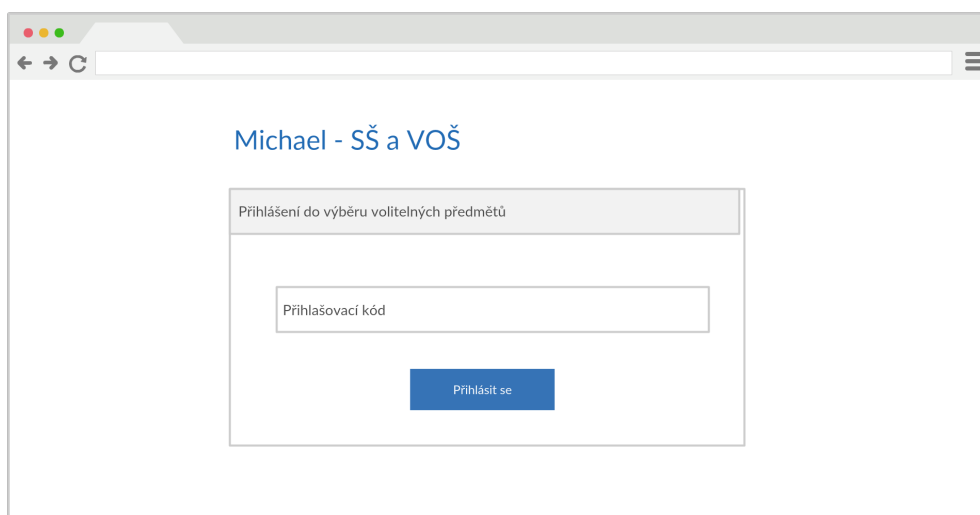 Michael - SŠ a VOŠ
Přihlášení do výběru volitelných předmětů
Přihlašovací kód
Přihlásit se